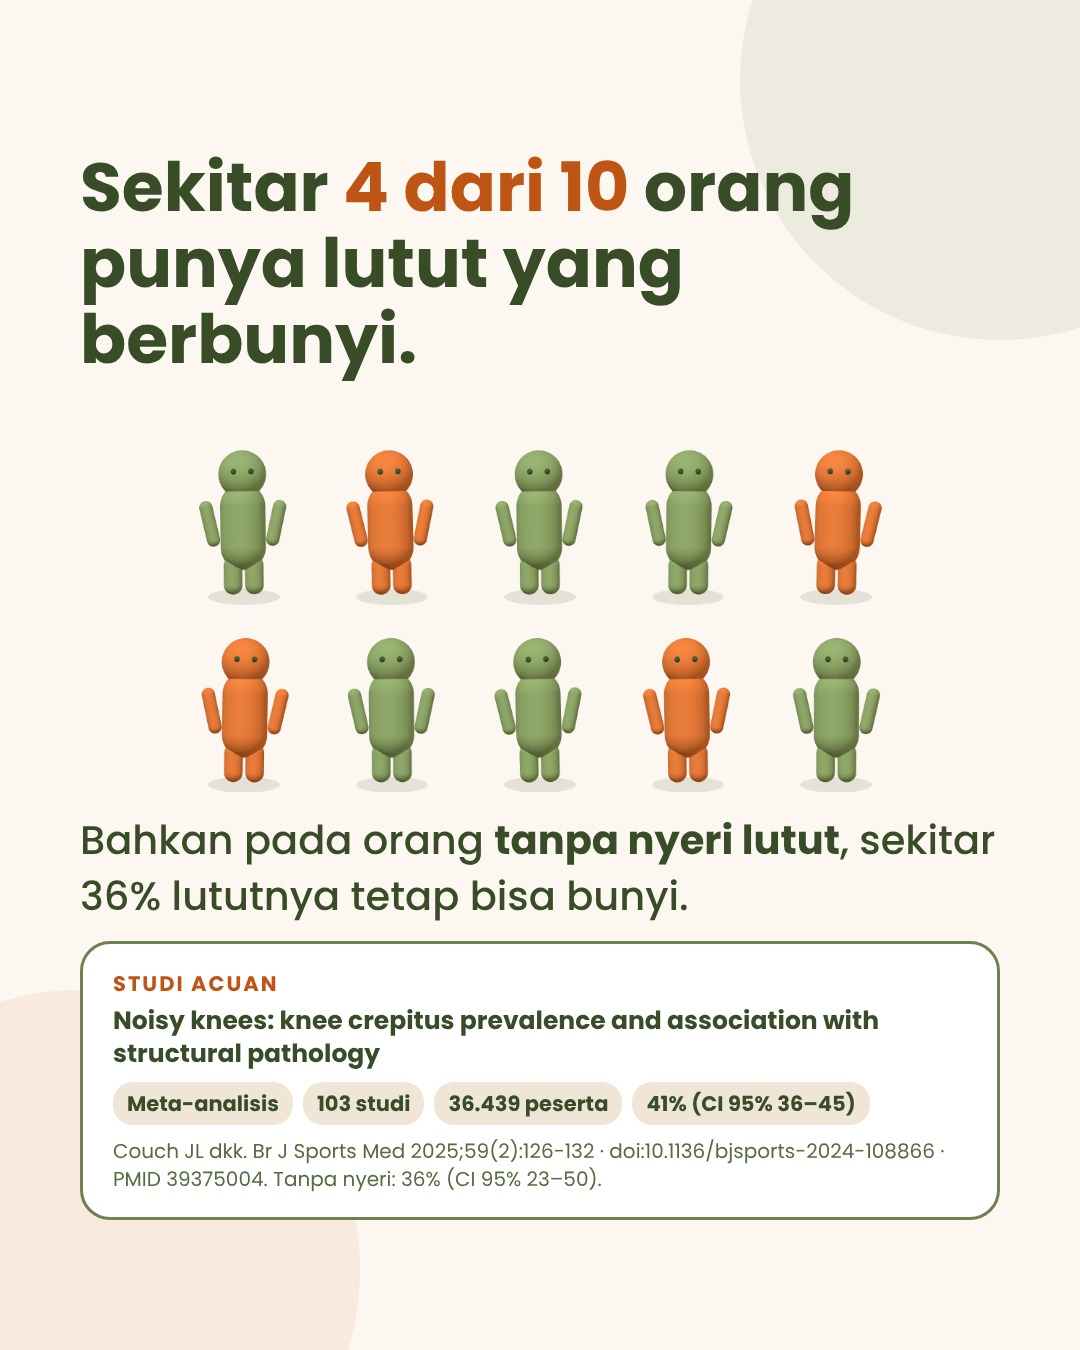 Sekitar 4 dari 10 orang
punya lutut yang
berbunyi.
Bahkan pada orang tanpa nyeri lutut, sekitar
36% lututnya tetap bisa bunyi.
STUDI ACUAN
Noisy knees: knee crepitus prevalence and association with
structural pathology
Meta-analisis 103 studi 36.439 peserta 41% (CI 95% 36–45)
Couch JL dkk. Br J Sports Med 2025;59(2):126-132 · doi:10.1136/bjsports-2024-108866 ·
PMID 39375004. Tanpa nyeri: 36% (CI 95% 23–50).